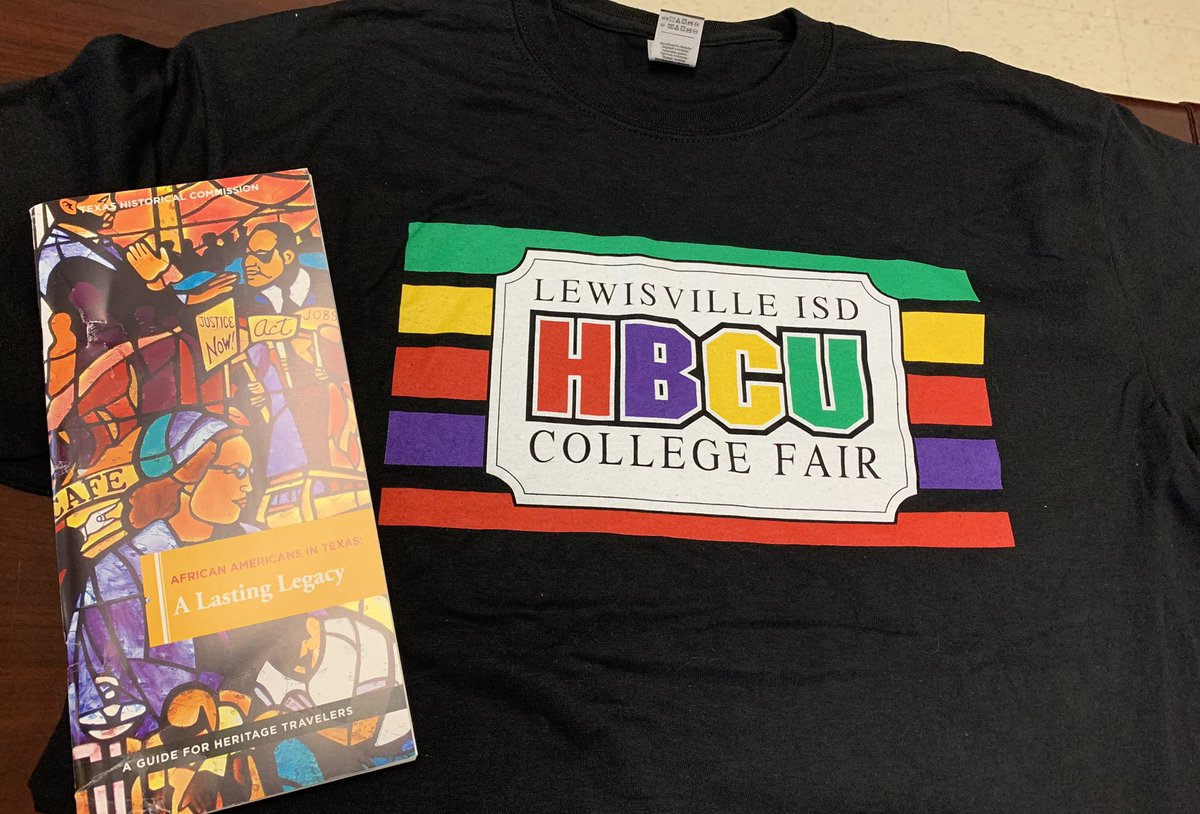 TEXAS HISTORICAL COMMISSION
JUSTICE
NOW!
act
JOBS
CAFE
AFRICAN AMERICANS IN TEXAS:
A Lasting Legacy
A GUIDE FOR HERITAGE TRAVELERS
LEWISVILLE ISD
HBCU
COLLEGE FAIR